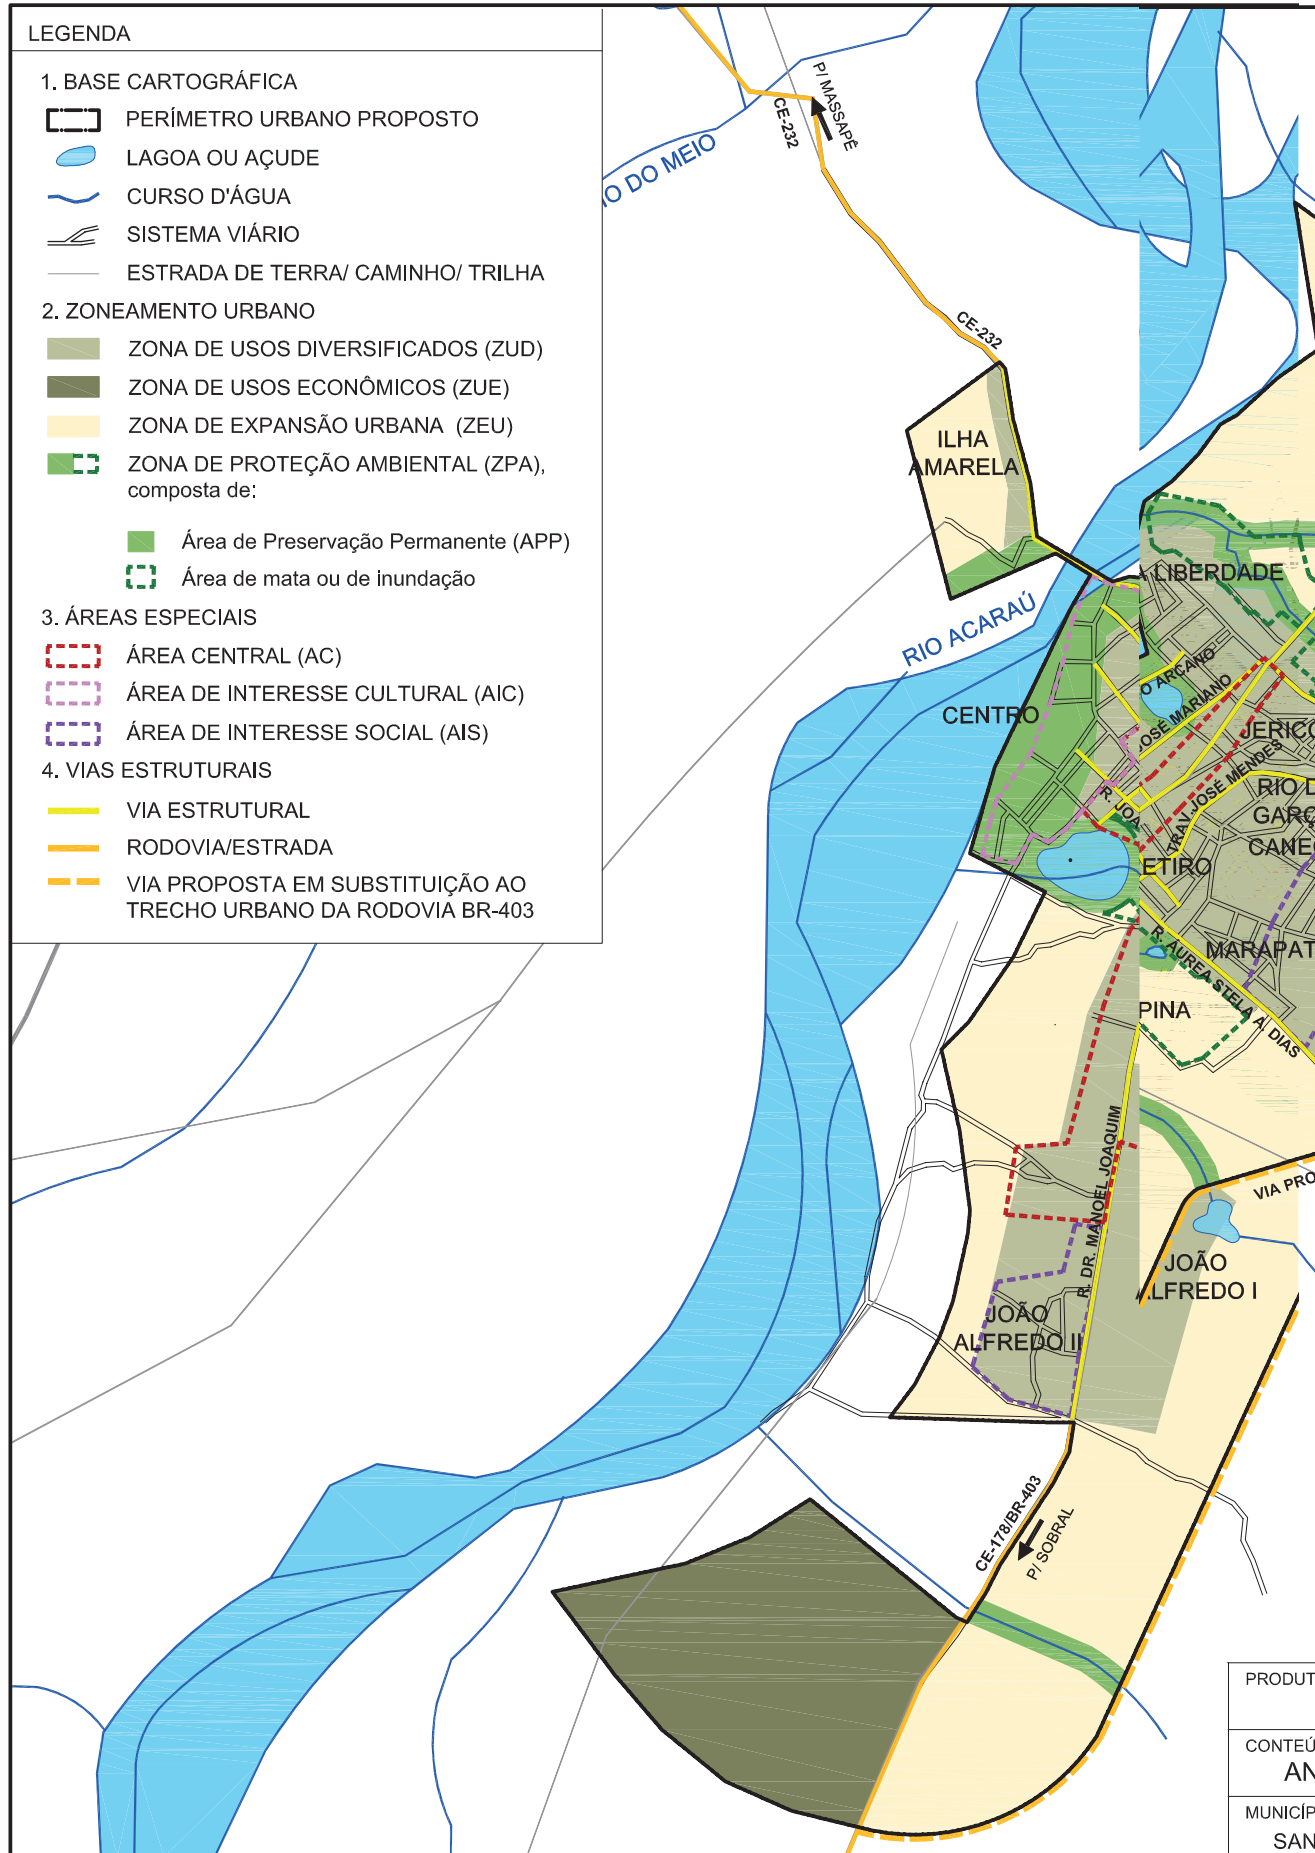 LEGENDA
1. BASE CARTOGRÁFICA
PERÍMETRO URBANO PROPOSTO
LAGOA OU AÇUDE
CURSO D'ÁGUA
SISTEMA VIÁRIO
ESTRADA DE TERRA/ CAMINHO/ TRILHA
2. ZONEAMENTO URBANO
ZONA DE USOS DIVERSIFICADOS (ZUD)
ZONA DE USOS ECONÔMICOS (ZUE)
ZONA DE EXPANSÃO URBANA (ZEU)
ZONA DE PROTEÇÃO AMBIENTAL (ZPA),
composta de:
Área de Preservação Permanente (APP)
Área de mata ou de inundação
3. ÁREAS ESPECIAIS
ÁREA CENTRAL (AC)
ÁREA DE INTERESSE CULTURAL (AIC)
ÁREA DE INTERESSE SOCIAL (AIS)
4. VIAS ESTRUTURAIS
VIA ESTRUTURAL
RODOVIA/ESTRADA
VIA PROPOSTA EM SUBSTITUIÇÃO AO
TRECHO URBANO DA RODOVIA BR-403
P/ MASSAPÊ
CE-232
IO DO MEIO
CE-232
ILHA
AMARELA
A LIBERDADE
RIO ACARAÚ
O ARCANO
JOSÉ MARIANO
CENTRO
JERICÓ
TRAV. JOSÉ MENDES
RIO D
GARÇ
R. JOA
CANE
ETIRO
MARAPAT
R. AUREA STELA A. DIAS
PINA
R. DR. MANOEL JOAQUIM
VIA PRO
JOÃO
ALFREDO I
JOÃO
ALFREDO II
CE-178/BR-403
P/ SOBRAL
PRODUT
CONTEÚ
AN
MUNICÍP
SAN